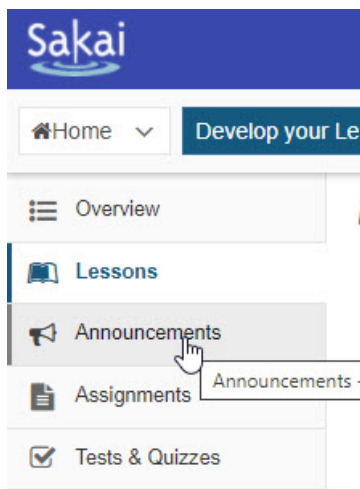 Sakai
Home
Develop your Le
Overview
Lessons
Announcements
Announcements -
Assignments
Tests & Quizzes